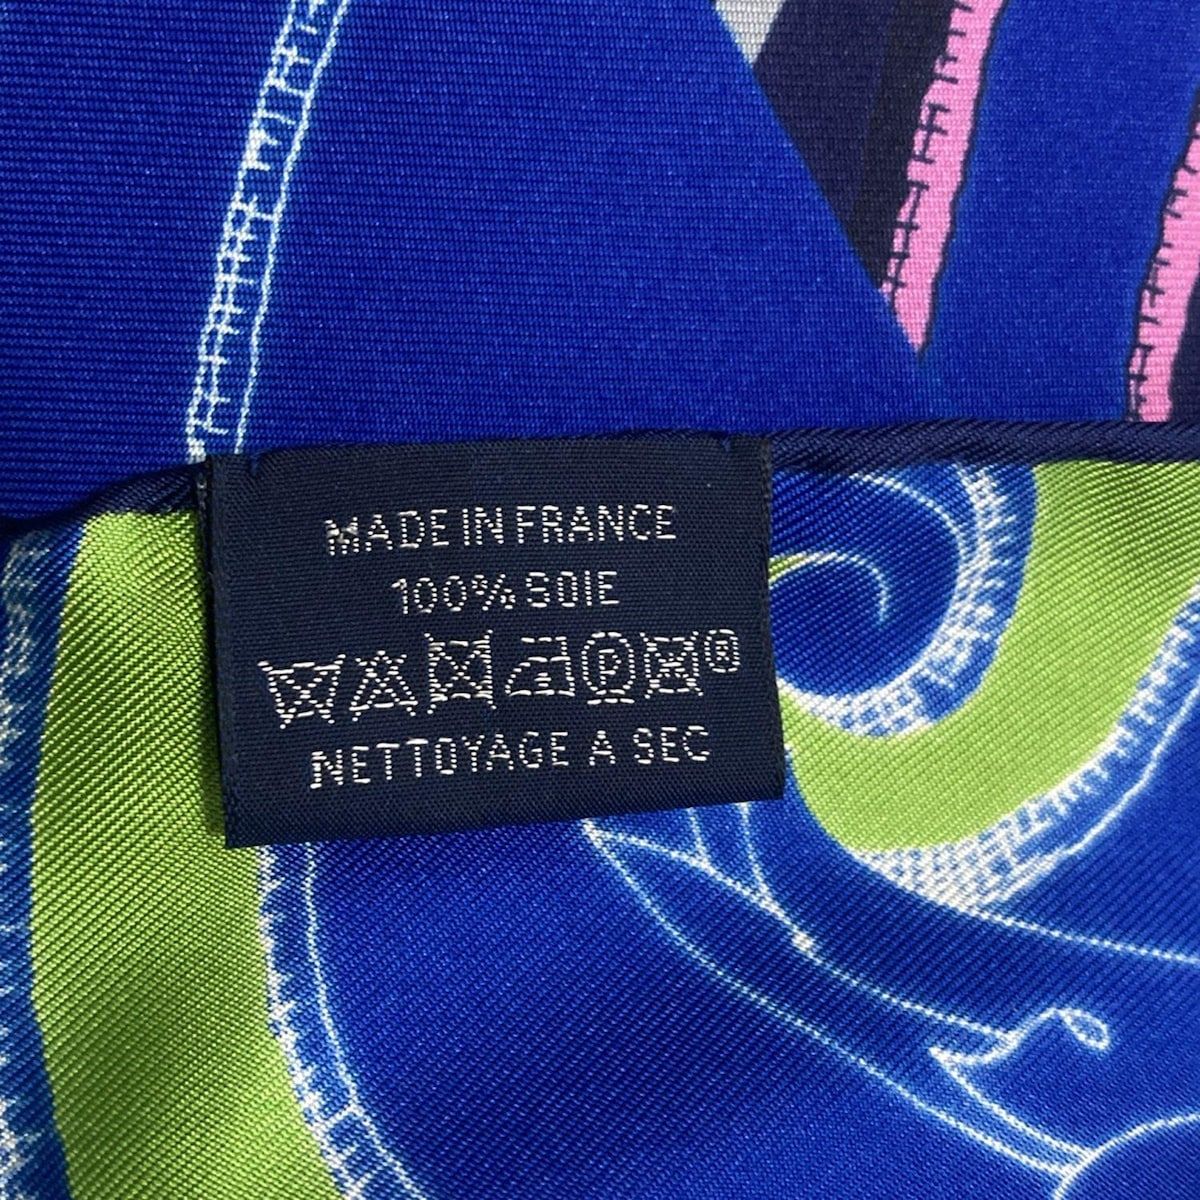 MADE IN FRANCE
100% SOIE
P ®
NETTOYAGE A SEC